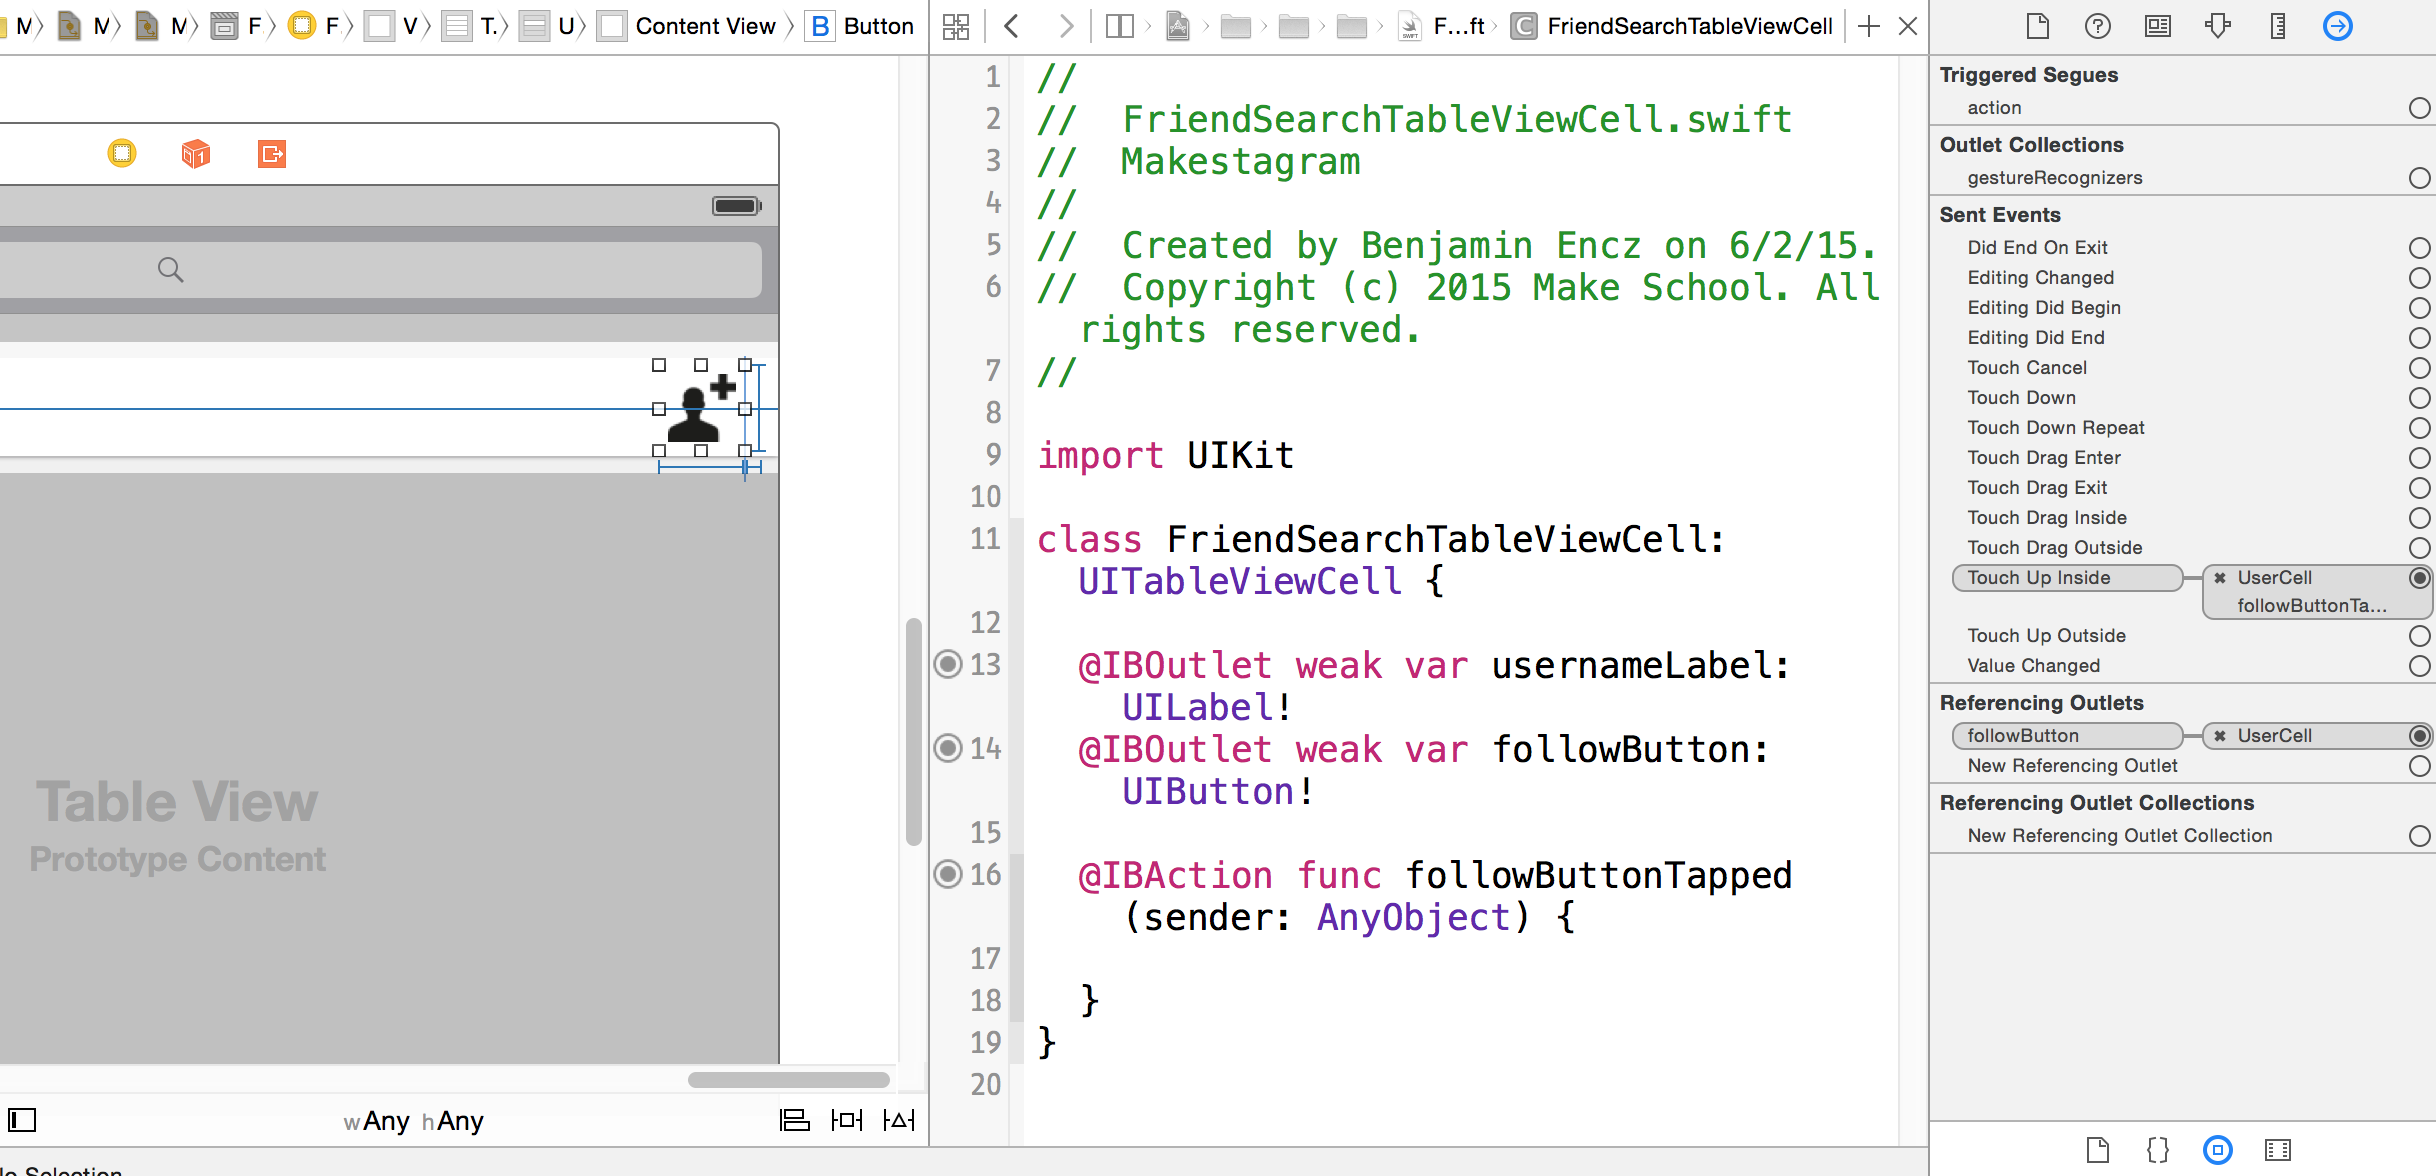 M
M
M
F
F
V
T.
U
Content View
B
Button
F...ft
C
FriendSearchTableViewCell
1
Table View
Prototype Content
wAny hAny
1 //
2 //  FriendSearchTableViewCell.swift
3 //  Makestagram
4 //
5 //  Created by Benjamin Encz on 6/2/15.
6 //  Copyright (c) 2015 Make School. All
rights reserved.
7 //
8
9 import UIKit
10
11 class FriendSearchTableViewCell:
UITableViewCell {
12
13 @IBOutlet weak var usernameLabel:
UILabel!
14 @IBOutlet weak var followButton:
UIButton!
15
16 @IBAction func followButtonTapped
(sender: AnyObject) {
17
18 }
19 }
20
Triggered Segues
action
Outlet Collections
gestureRecognizers
Sent Events
Did End On Exit
Editing Changed
Editing Did Begin
Editing Did End
Touch Cancel
Touch Down
Touch Down Repeat
Touch Drag Enter
Touch Drag Exit
Touch Drag Inside
Touch Drag Outside
Touch Up Inside
UserCell
followButtonTa...
Touch Up Outside
Value Changed
Referencing Outlets
followButton
UserCell
New Referencing Outlet
Referencing Outlet Collections
New Referencing Outlet Collection
Selection